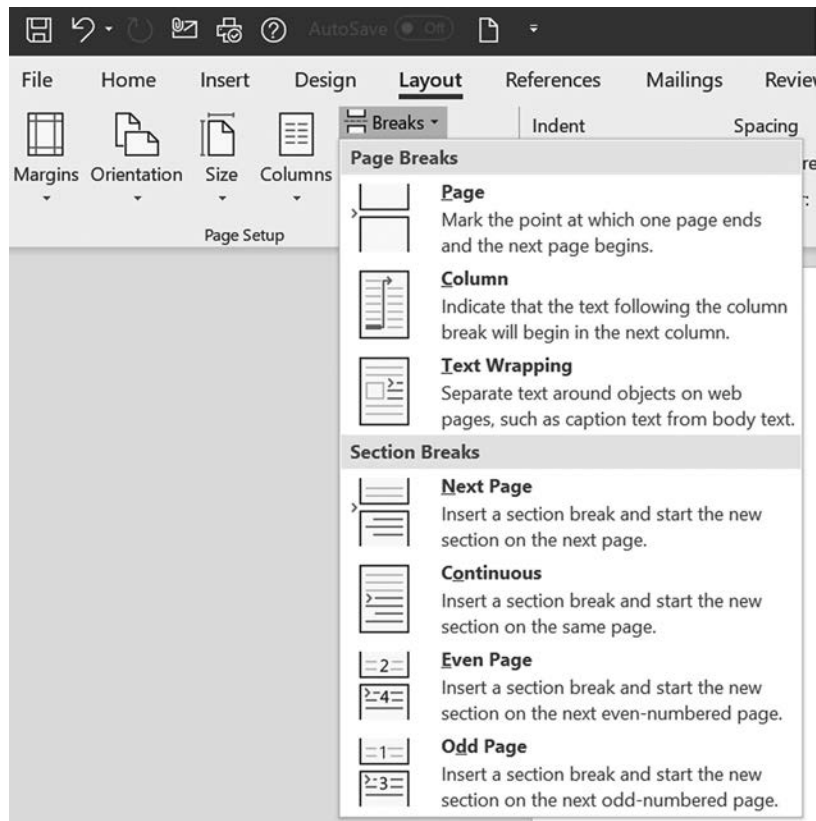 AutoSave Off
File Home Insert Design Layout References Mailings Review
Breaks Indent Spacing
Margins Orientation Size Columns
Page Setup
Page Breaks
Page
Mark the point at which one page ends
and the next page begins.
Column
Indicate that the text following the column
break will begin in the next column.
Text Wrapping
Separate text around objects on web
pages, such as caption text from body text.
Section Breaks
Next Page
Insert a section break and start the new
section on the next page.
Continuous
Insert a section break and start the new
section on the same page.
2
4
Even Page
Insert a section break and start the new
section on the next even-numbered page.
1
3
Odd Page
Insert a section break and start the new
section on the next odd-numbered page.